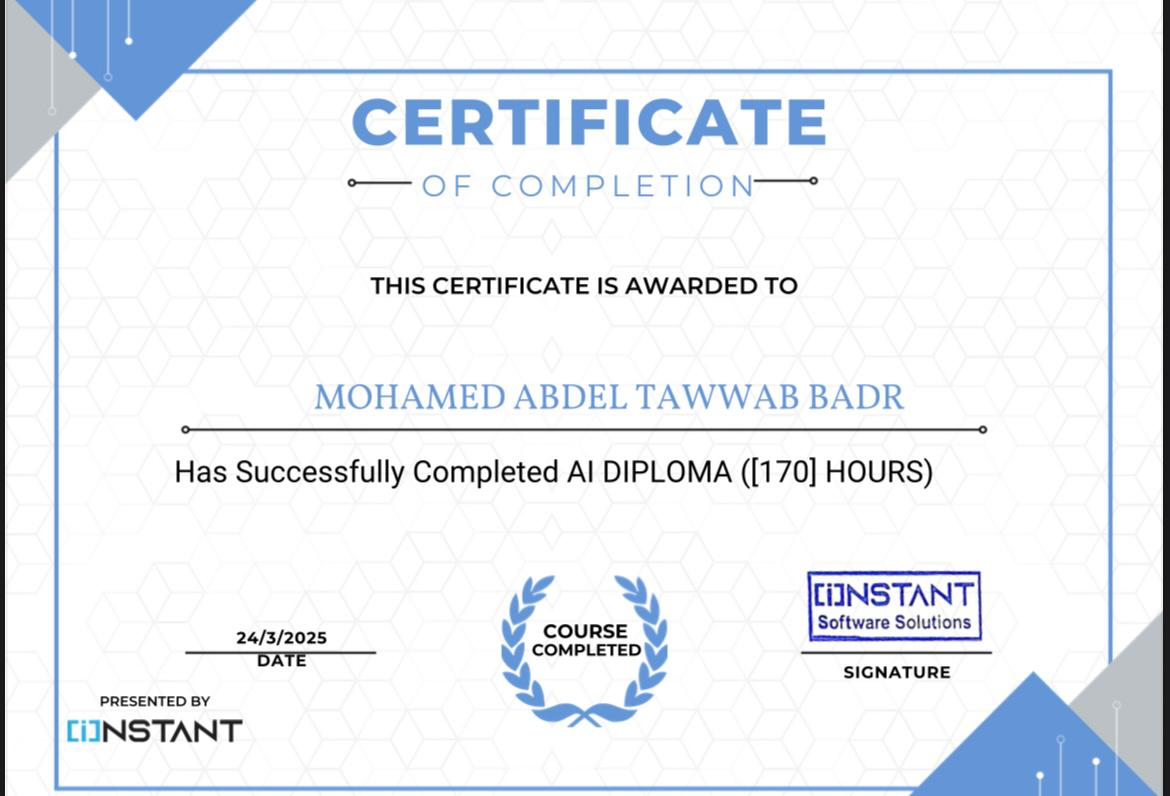 CERTIFICATE
OF COMPLETION
THIS CERTIFICATE IS AWARDED TO
MOHAMED ABDEL TAWWAB BADR
Has Successfully Completed AI DIPLOMA ([170] HOURS)
24/3/2025
DATE
COURSE
COMPLETED
[i]NSTANT
Software Solutions
SIGNATURE
PRESENTED BY
[i]NSTANT